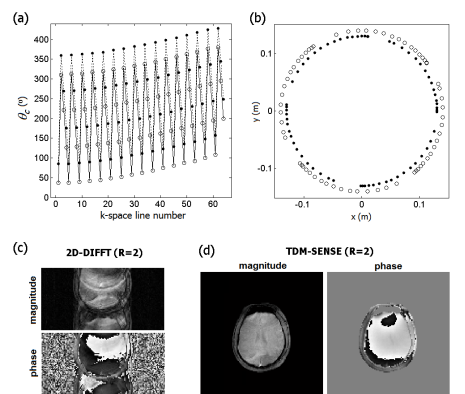 (a)
(b)
400
350
300
250
200
150
100
50
0
θc (º)
0 10 20 30 40 50 60
k-space line number
0.1
0
-0.1
y (m)
-0.1 0 0.1
x (m)
(c)
2D-DIFFT (R=2)
magnitude
phase
(d)
TDM-SENSE (R=2)
magnitude phase